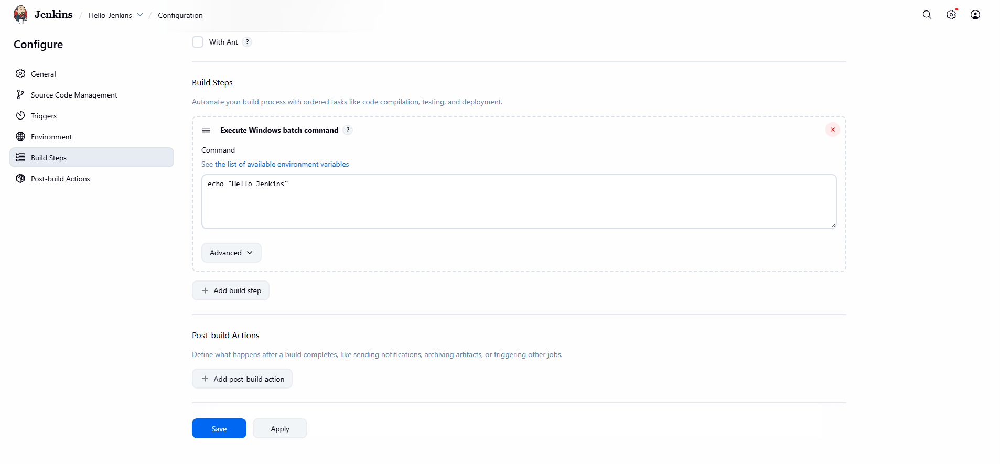 Jenkins / Hello-Jenkins / Configuration
Configure
General
Source Code Management
Triggers
Environment
Build Steps
Post-build Actions
With Ant ?
Build Steps
Automate your build process with ordered tasks like code compilation, testing, and deployment.
Execute Windows batch command ?
Command
See the list of available environment variables
echo "Hello Jenkins"
Advanced
+ Add build step
Post-build Actions
Define what happens after a build completes, like sending notifications, archiving artifacts, or triggering other jobs.
+ Add post-build action
Save
Apply